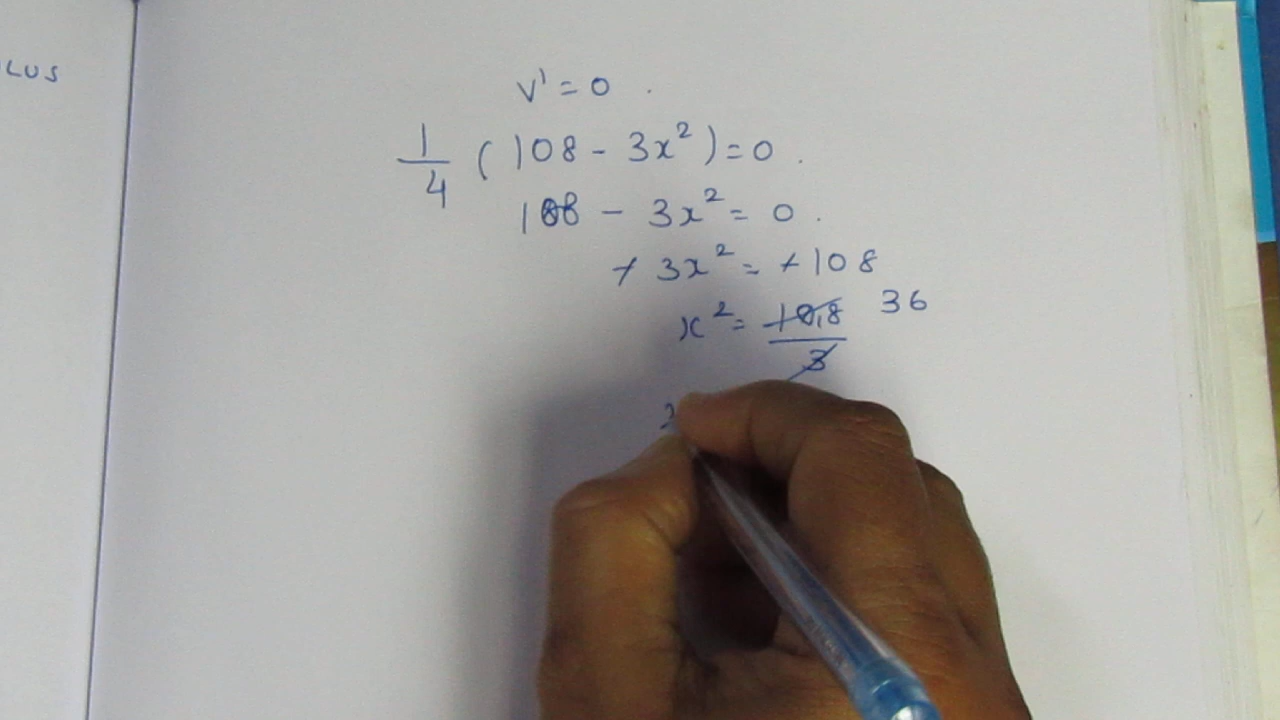 LUS
V' = 0 .
1/4 (108 - 3x²) = 0 .
108 - 3x² = 0 .
+ 3x² = + 108
x² = 108/3 36